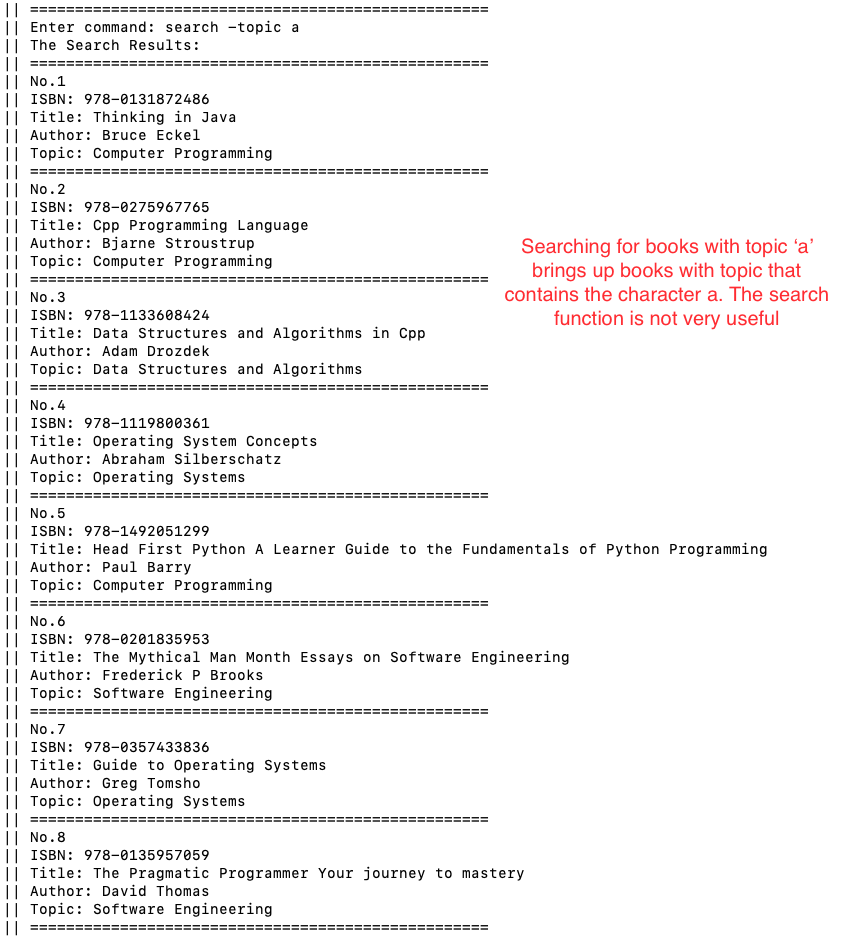 || ===================================================
|| Enter command: search -topic a
|| The Search Results:
|| ===================================================
|| No.1
|| ISBN: 978-0131872486
|| Title: Thinking in Java
|| Author: Bruce Eckel
|| Topic: Computer Programming
|| ===================================================
|| No.2
|| ISBN: 978-0275967765
|| Title: Cpp Programming Language
|| Author: Bjarne Stroustrup
|| Topic: Computer Programming
|| ===================================================
|| No.3
|| ISBN: 978-1133608424
|| Title: Data Structures and Algorithms in Cpp
|| Author: Adam Drozdek
|| Topic: Data Structures and Algorithms
|| ===================================================
|| No.4
|| ISBN: 978-1119800361
|| Title: Operating System Concepts
|| Author: Abraham Silberschatz
|| Topic: Operating Systems
|| ===================================================
|| No.5
|| ISBN: 978-1492051299
|| Title: Head First Python A Learner Guide to the Fundamentals of Python Programming
|| Author: Paul Barry
|| Topic: Computer Programming
|| ===================================================
|| No.6
|| ISBN: 978-0201835953
|| Title: The Mythical Man Month Essays on Software Engineering
|| Author: Frederick P Brooks
|| Topic: Software Engineering
|| ===================================================
|| No.7
|| ISBN: 978-0357433836
|| Title: Guide to Operating Systems
|| Author: Greg Tomsho
|| Topic: Operating Systems
|| ===================================================
|| No.8
|| ISBN: 978-0135957059
|| Title: The Pragmatic Programmer Your journey to mastery
|| Author: David Thomas
|| Topic: Software Engineering
|| ===================================================
Searching for books with topic ‘a’
brings up books with topic that
contains the character a. The search
function is not very useful